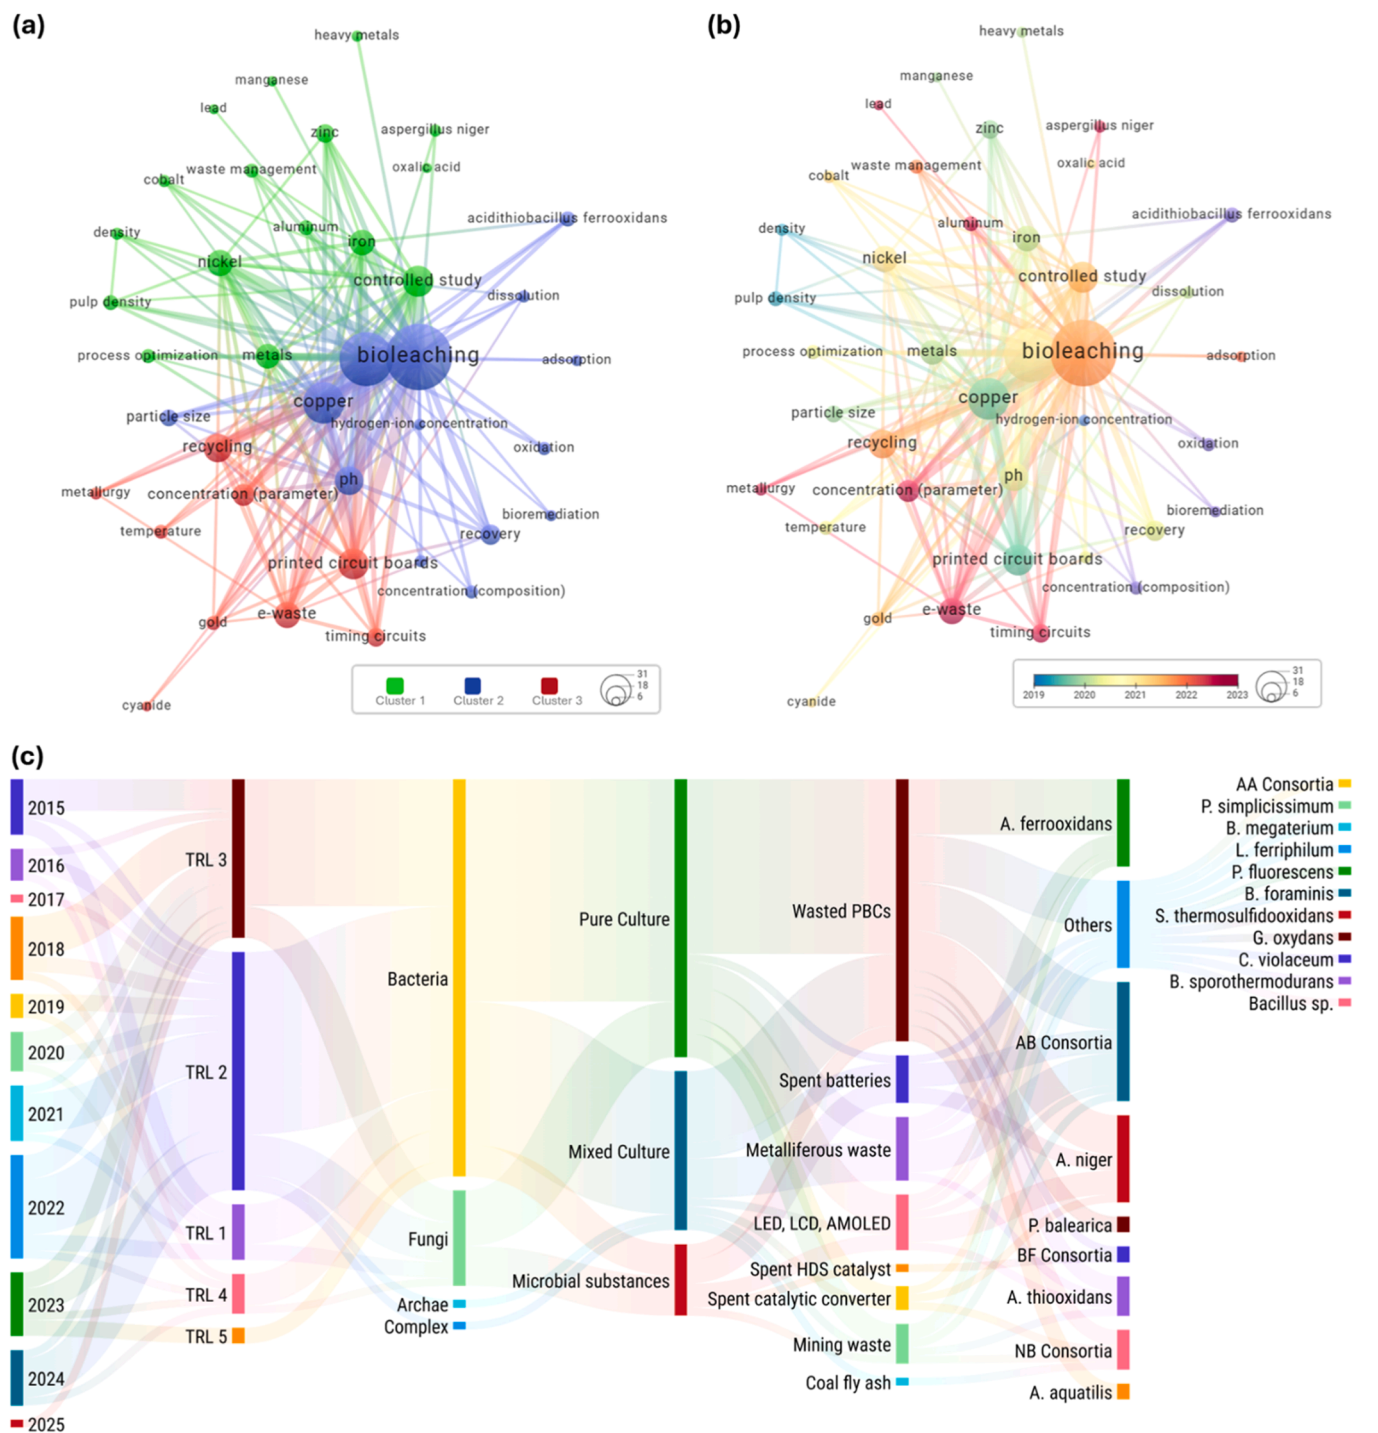 (a)
heavy metals
manganese
lead
zinc
aspergillus niger
waste management
oxalic acid
cobalt
acidithiobacillus ferrooxidans
density
aluminum
iron
nickel
controlled study
dissolution
pulp density
process optimization
metals
bioleaching
adsorption
copper
particle size
hydrogen-ion concentration
recycling
oxidation
ph
metallurgy
concentration (parameter)
bioremediation
temperature
recovery
printed circuit boards
concentration (composition)
gold
e-waste
timing circuits
cyanide
Cluster 1
Cluster 2
Cluster 3
31
18
6
(b)
heavy metals
manganese
lead
zinc
aspergillus niger
waste management
oxalic acid
cobalt
acidithiobacillus ferrooxidans
density
aluminum
iron
nickel
controlled study
dissolution
pulp density
process optimization
metals
bioleaching
adsorption
copper
particle size
hydrogen-ion concentration
recycling
oxidation
ph
metallurgy
concentration (parameter)
bioremediation
temperature
recovery
printed circuit boards
concentration (composition)
gold
e-waste
timing circuits
cyanide
2019
2020
2021
2022
2023
31
18
6
(c)
2015
2016
2017
2018
2019
2020
2021
2022
2023
2024
2025
TRL 3
TRL 2
TRL 1
TRL 4
TRL 5
Bacteria
Fungi
Archae
Complex
Pure Culture
Mixed Culture
Microbial substances
Wasted PBCs
Spent batteries
Metalliferous waste
LED, LCD, AMOLED
Spent HDS catalyst
Spent catalytic converter
Mining waste
Coal fly ash
A. ferrooxidans
Others
AB Consortia
A. niger
P. balearica
BF Consortia
A. thiooxidans
NB Consortia
A. aquatilis
AA Consortia
P. simplicissimum
B. megaterium
L. ferriphilum
P. fluorescens
B. foraminis
S. thermosulfidooxidans
G. oxydans
C. violaceum
B. sporothermodurans
Bacillus sp.